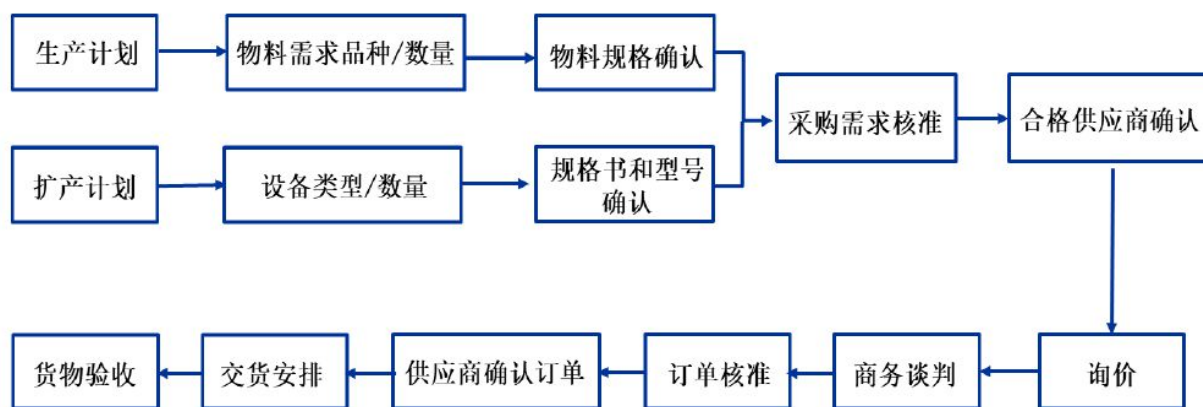 生产计划
物料需求品种/数量
物料规格确认
扩产计划
设备类型/数量
规格书和型号
确认
采购需求核准
合格供应商确认
询价
商务谈判
订单核准
供应商确认订单
交货安排
货物验收